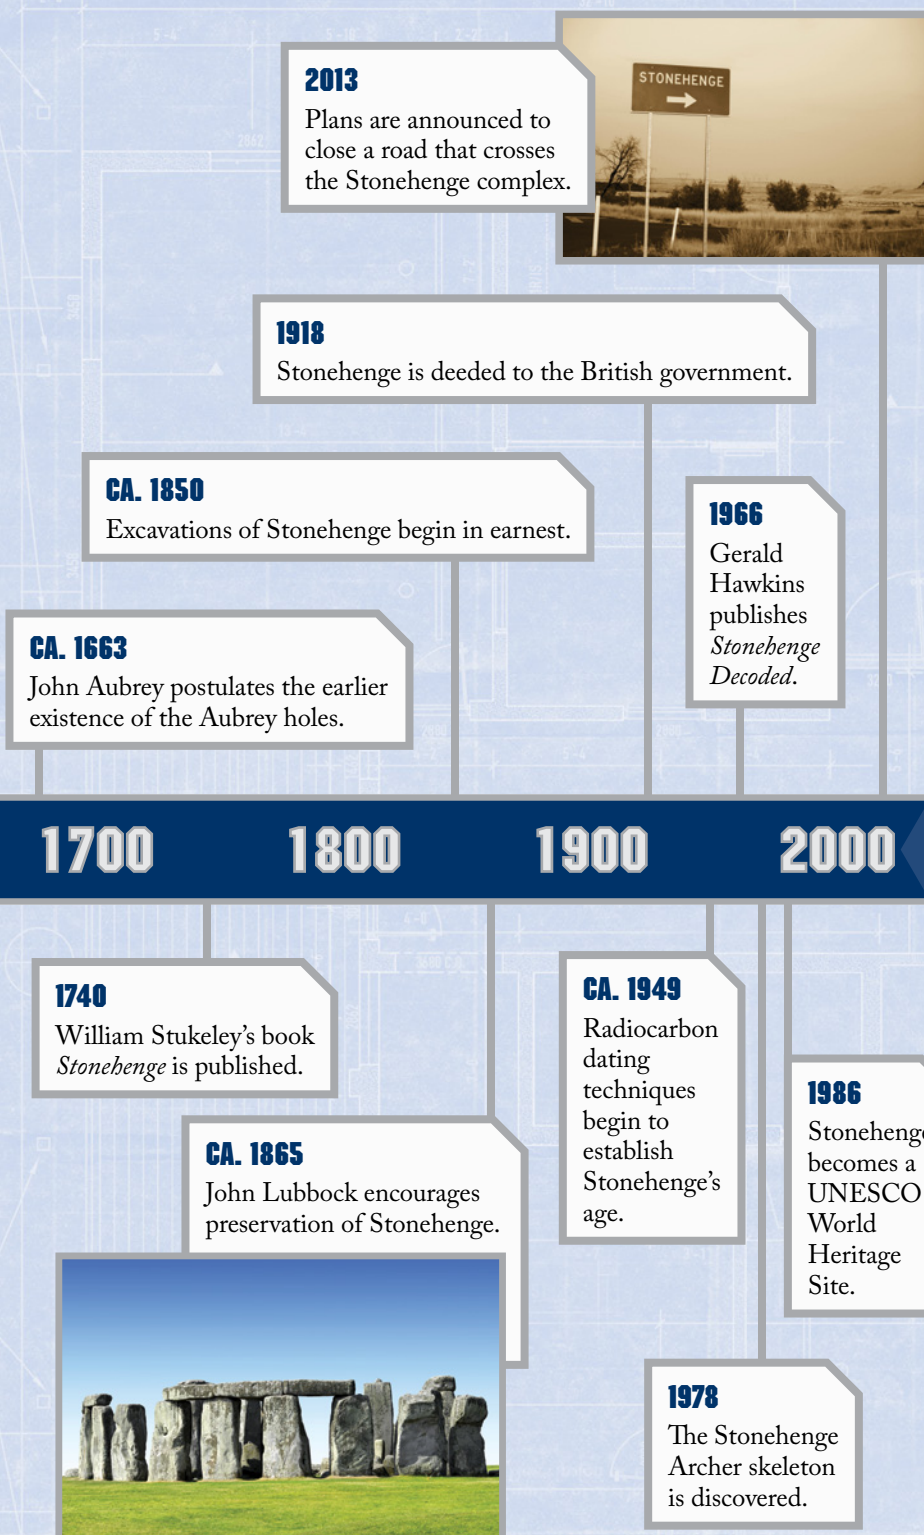 2013
Plans are announced to
close a road that crosses
the Stonehenge complex.
STONEHENGE
1918
Stonehenge is deeded to the British government.
CA. 1850
Excavations of Stonehenge begin in earnest.
1966
Gerald
Hawkins
publishes
Stonehenge
Decoded.
CA. 1663
John Aubrey postulates the earlier
existence of the Aubrey holes.
1700 1800 1900 2000
1740
William Stukeley’s book
Stonehenge is published.
CA. 1865
John Lubbock encourages
preservation of Stonehenge.
CA. 1949
Radiocarbon
dating
techniques
begin to
establish
Stonehenge’s
age.
1986
Stonehenge
becomes a
UNESCO
World
Heritage
Site.
1978
The Stonehenge
Archer skeleton
is discovered.